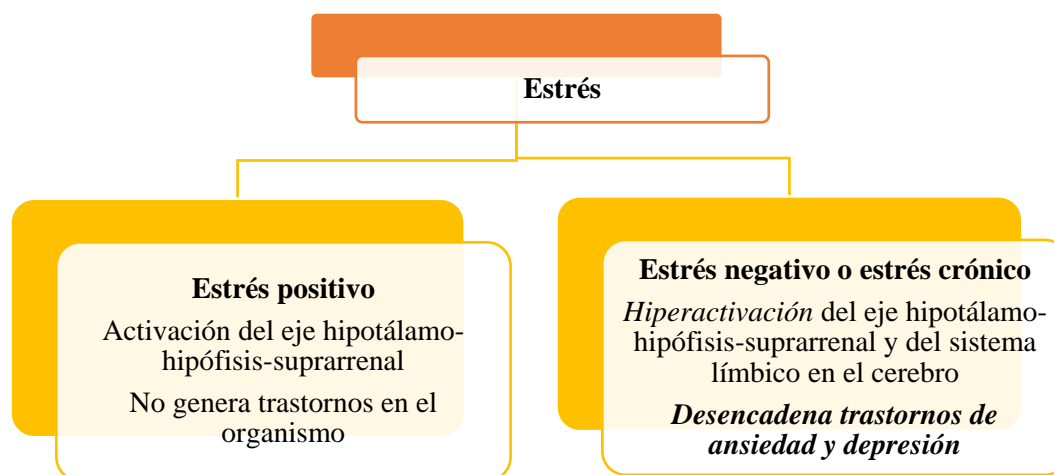 Estrés
Estrés positivo
Activación del eje hipotálamo-
hipófisis-suprarrenal
No genera trastornos en el
organismo
Estrés negativo o estrés crónico
Hiperactivación del eje hipotálamo-
hipófisis-suprarrenal y del sistema
límbico en el cerebro
Desencadena trastornos de
ansiedad y depresión